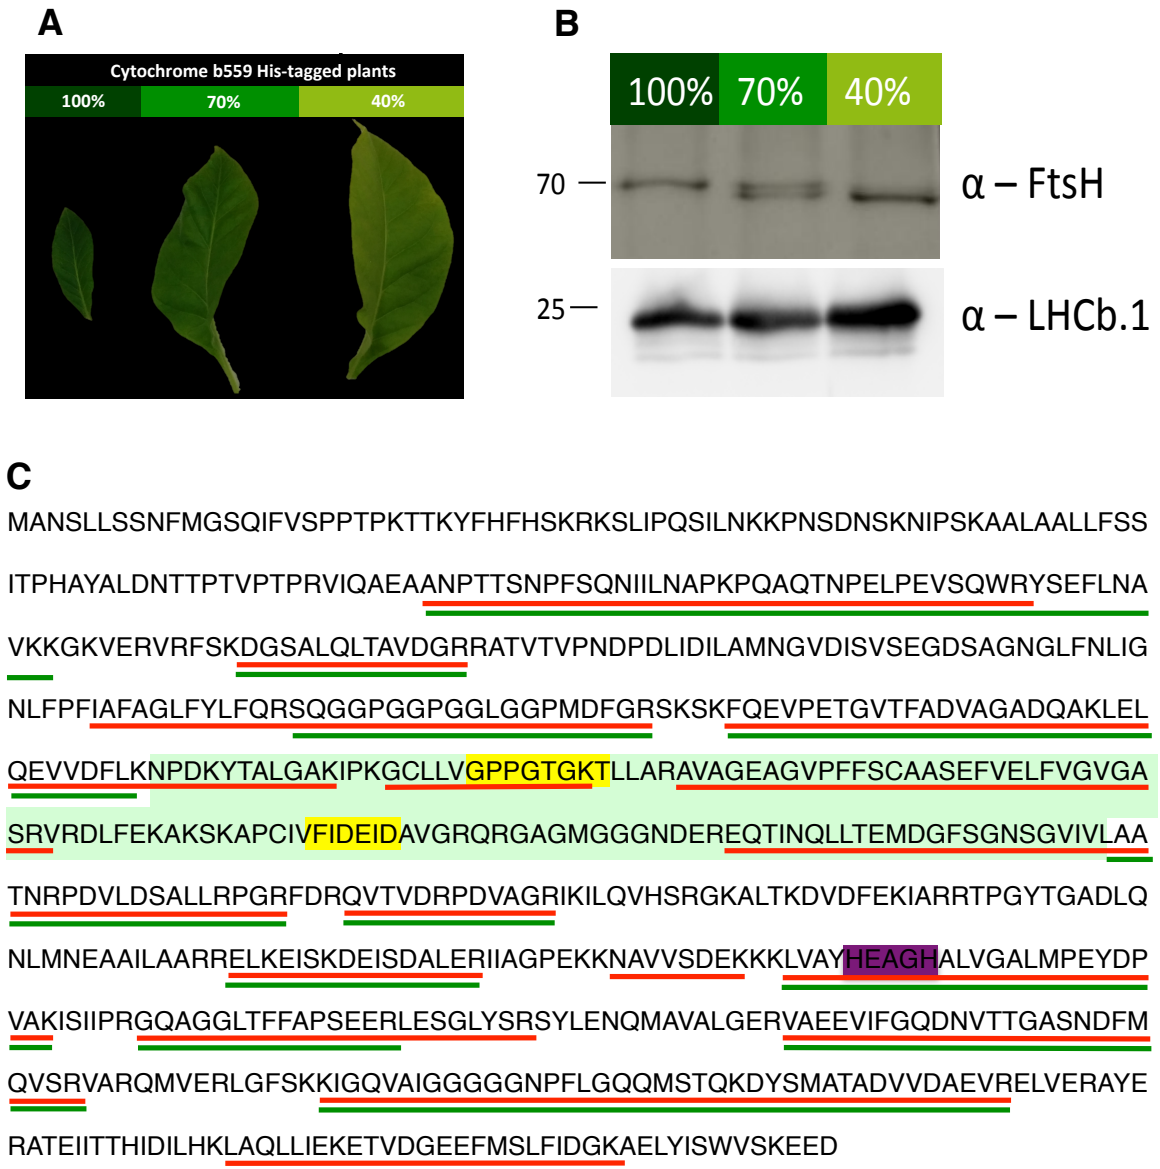 A
B
Cytochrome b559 His-tagged plants
100% 70% 40%
100% 70% 40%
70
α – FtsH
25
α – LHCb.1
C
MANSLLSSNFMGSQIFVSPPTPKTTKYFHFHSKRKSLIPQSILNKKPNSDNSKNIPSKAALAALLFSS
ITPHAYALDNTTPTVPTPRVIQAEAANPTTSNPFSQNIILNAPKPQAQTNPELPEVSQWRYSEFLNA
VKKGKVERVRFSKDGSALQLTAVDGRRATVTVPNDPDLIDILAMNGVDISVSEGDSAGNGLFNLIG
NLFPFIAFAGLFYLFQRSQGGPGGPGGLGGPMDFGRSKSKFQEVPETGVTFADVAGADQAKLEL
QEVVDFLKNPDKYTALGAKIPKGCLLVGPPGTGKTLLARAVAGEAGVPFFSCAASEFVELFVGVGA
SRVRDLFEKAKSKAPCIVFIDEIDAVGRQRGAGMGGGNDEREQTINQLLTEMDGFSGNSGVIVLAA
TNRPDVLDSALLRPGRFDRQVTVDRPDVAGRIKILQVHSRGKALTKDVDFEKIARRTPGYTGADLQ
NLMNEAAILAARRELKEISKDEISDALERIIAGPEKKNAVVSDEKKKLVAYHEAGHALVGALMPEYDP
VAKISIIPRGQAGGLTFFAPSEERLESGLYSRSYLENQMAVALGERVAEEVIFGQDNVTTGASNDFM
QVSRVARQMVERLGFSKKIGQVAIGGGGGNPFLGQQMSTQKDYSMATADVVDAEVRELVERAYE
RATEIITTHIDILHKLAQLLIEKETVDGEEFMSLFIDGKAELYISWVSKEED